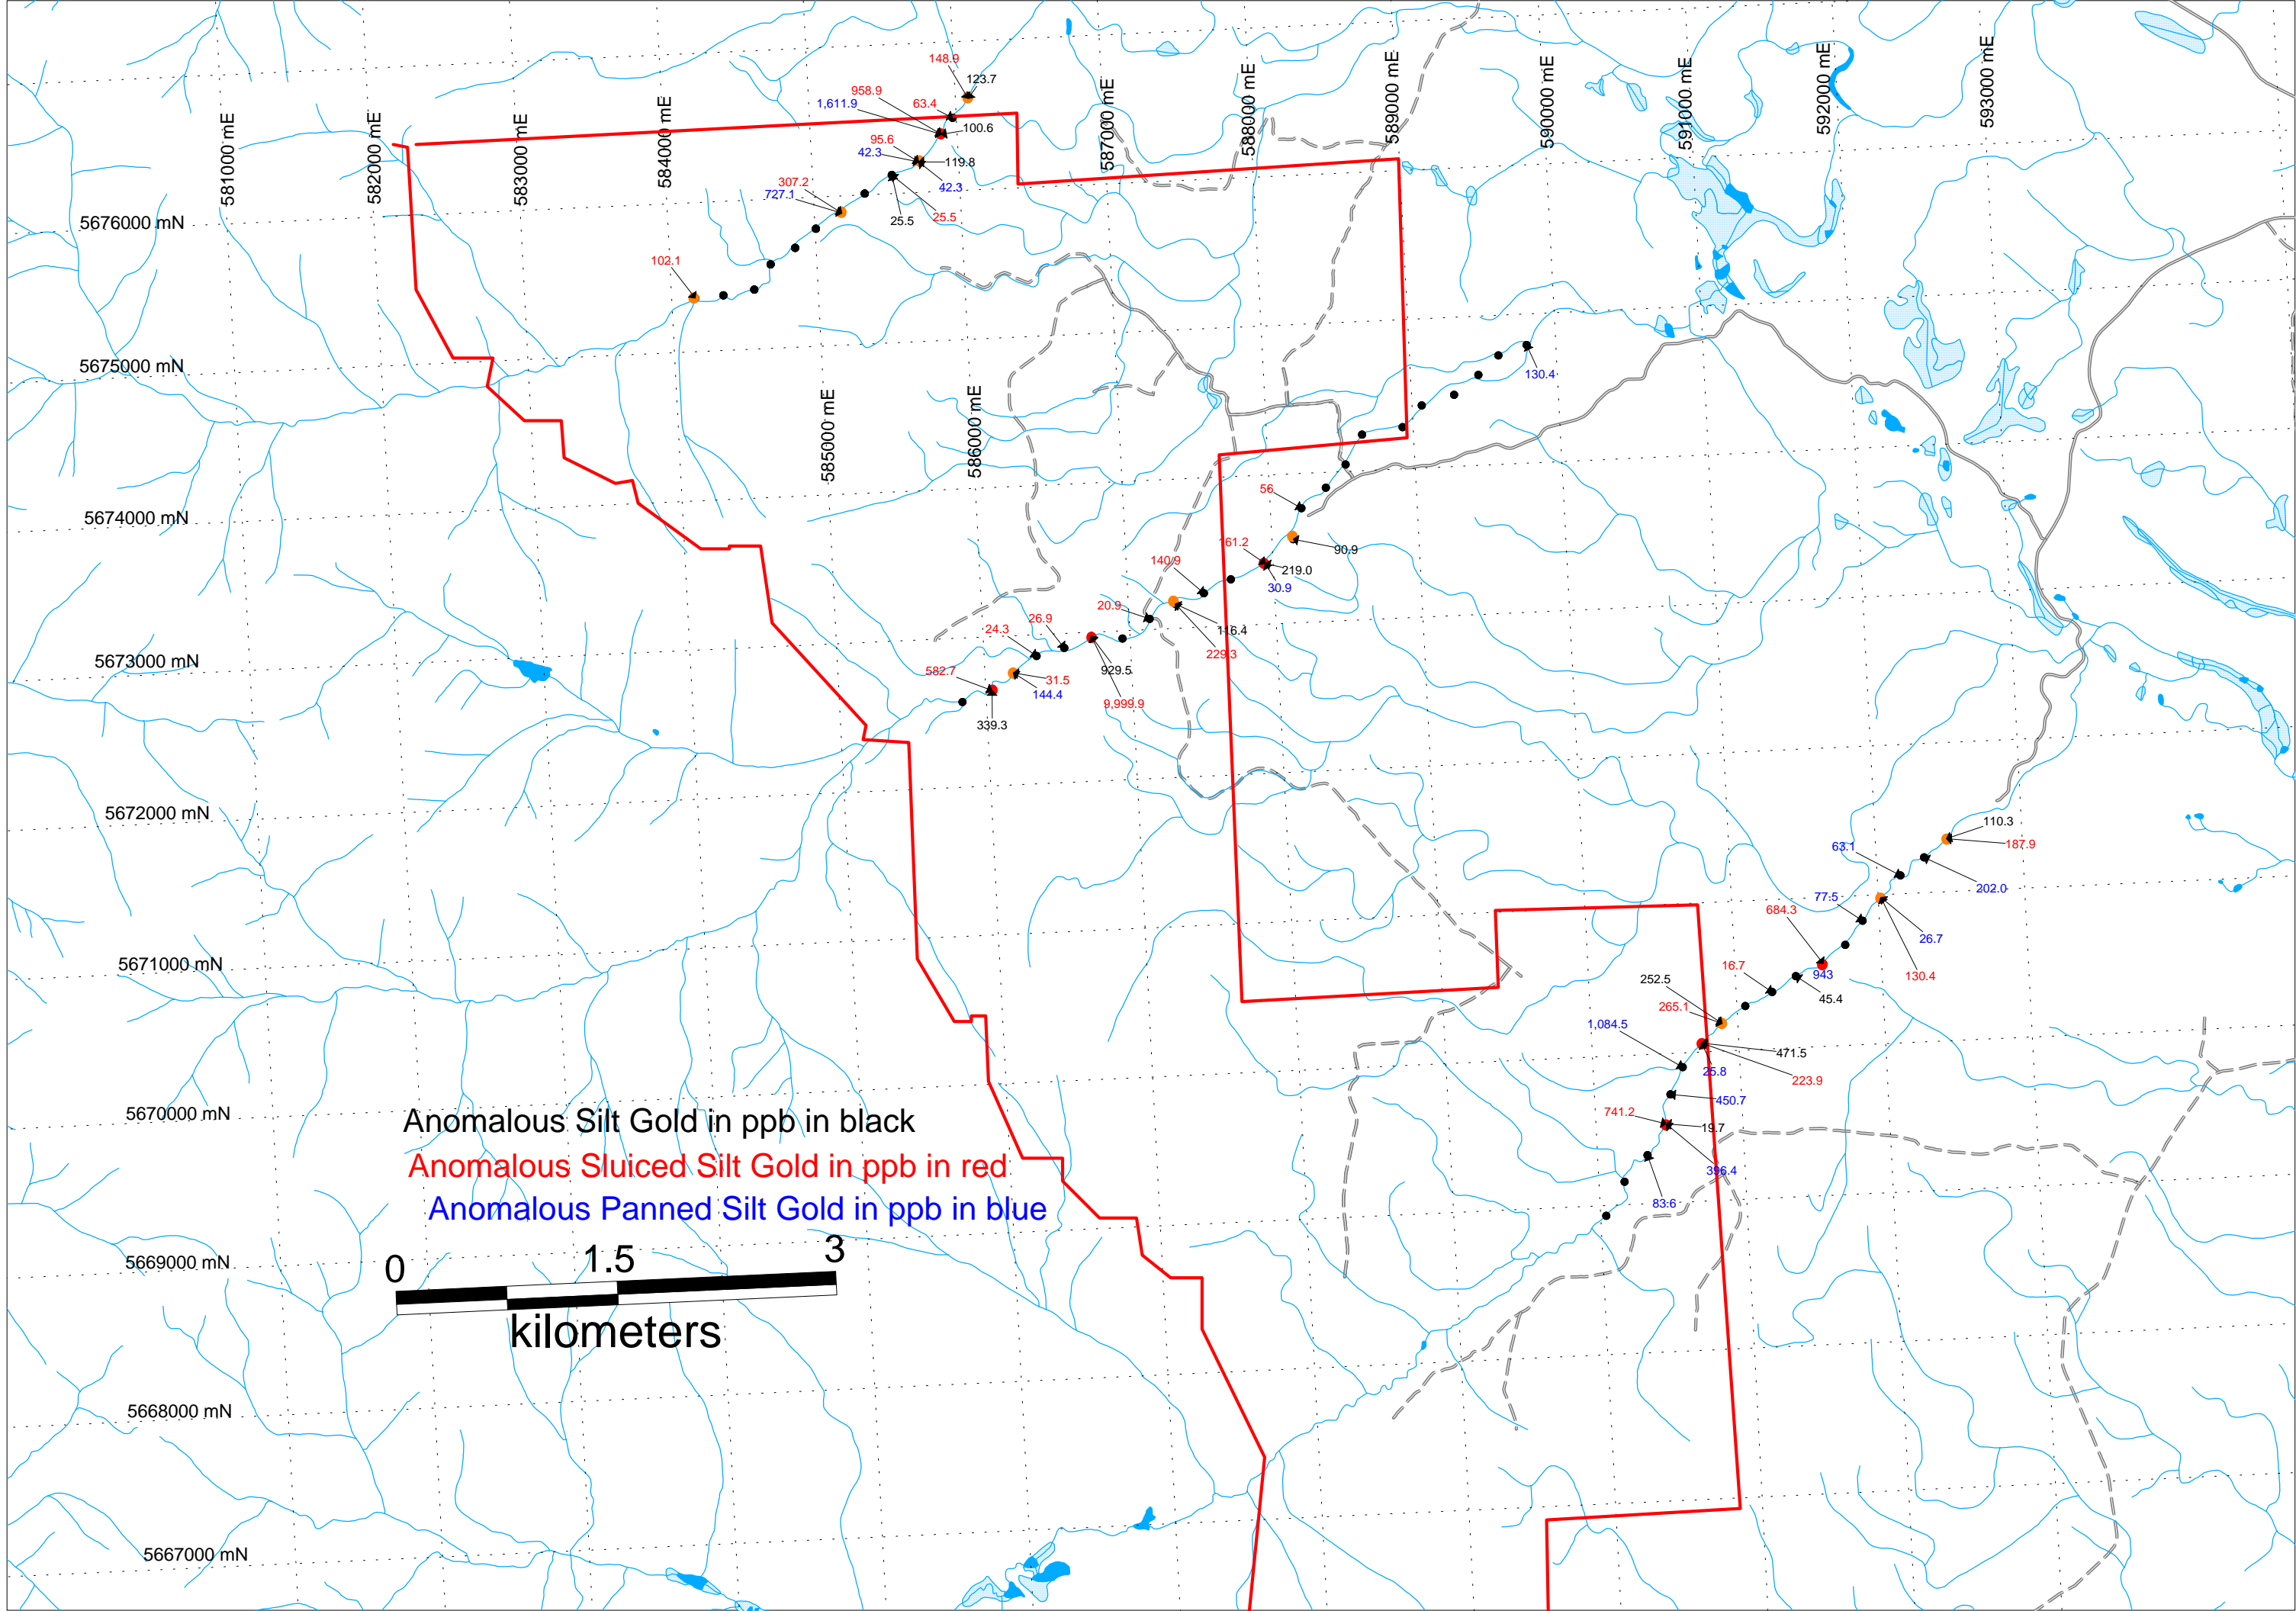 148.9
123.7
958.9
1,611.9
63.4
100.6
95.6
42.3
119.8
42.3
307.2
727.1
25.5
25.5
102.1
581000 mE
582000 mE
583000 mE
584000 mE
587000 mE
588000 mE
589000 mE
590000 mE
591000 mE
592000 mE
593000 mE
5676000 mN
5675000 mN
130.4
585000 mE
586000 mE
5674000 mN
56
90.9
161.2
219.0
30.9
140.9
116.4
229.3
20.9
26.9
24.3
929.5
9,999.9
5673000 mN
582.7
31.5
144.4
339.3
5672000 mN
110.3
187.9
63.1
202.0
77.5
26.7
130.4
684.3
943
5671000 mN
16.7
45.4
252.5
265.1
1,084.5
471.5
25.8
223.9
450.7
741.2
19.7
396.4
83.6
5670000 mN
Anomalous Silt Gold in ppb in black
Anomalous Sluiced Silt Gold in ppb in red
Anomalous Panned Silt Gold in ppb in blue
5669000 mN
0 1.5 3
kilometers
5668000 mN
5667000 mN